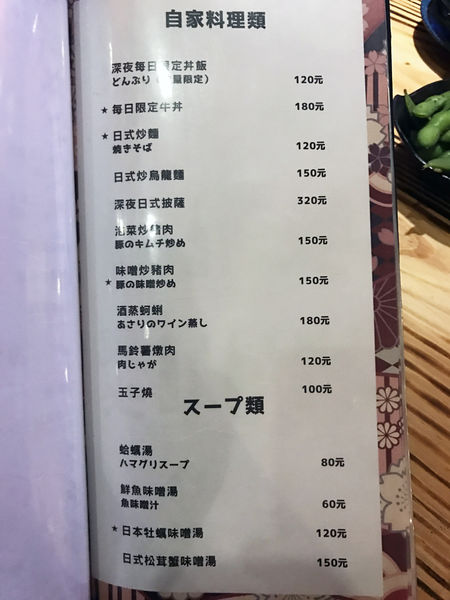 自家料理類
深夜每日限定丼飯
どんぶり（數量限定） 120元
★ 每日限定牛丼 180元
★ 日式炒麵
焼きそば 120元
日式炒烏龍麵 150元
深夜日式披薩 320元
泡菜炒豬肉
豚のキムチ炒め 150元
味噌炒豬肉
★ 豚の味噌炒め 150元
酒蒸蚵蜊
あさりのワイン蒸し 180元
馬鈴薯燉肉
肉じゃが 120元
玉子燒 100元
スープ類
蛤蠣湯
ハマグリスープ 80元
鮮魚味噌湯
魚味噌汁 60元
★ 日本牡蠣味噌湯 120元
日式松茸蟹味噌湯 150元